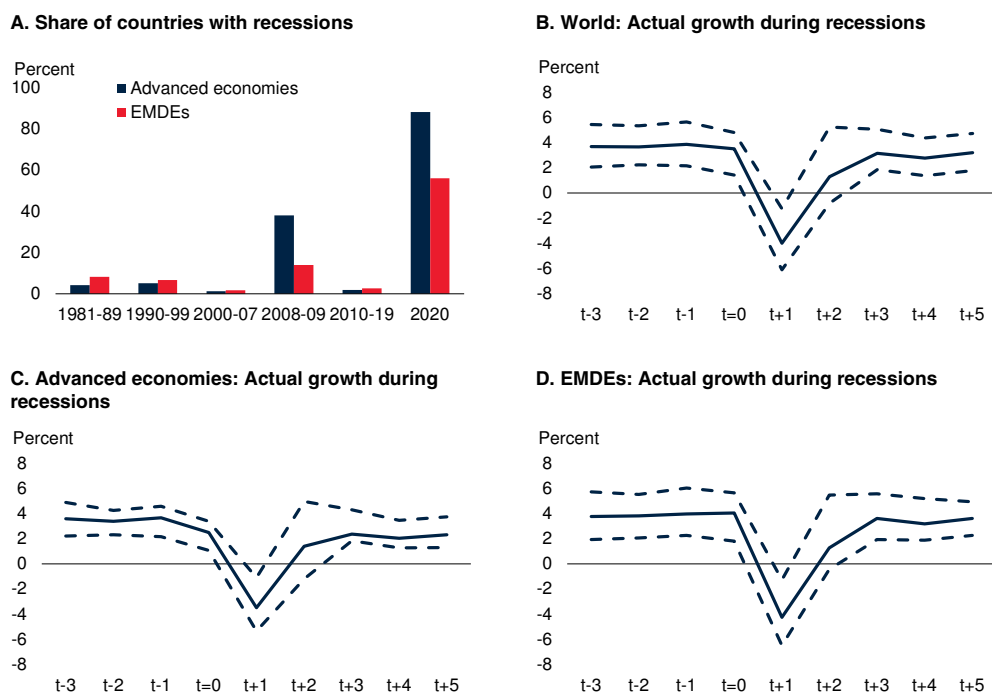 A. Share of countries with recessions
Percent
100
80
60
40
20
0
Advanced economies
EMDEs
1981-89 1990-99 2000-07 2008-09 2010-19 2020
B. World: Actual growth during recessions
Percent
8
6
4
2
0
-2
-4
-6
-8
t-3 t-2 t-1 t=0 t+1 t+2 t+3 t+4 t+5
C. Advanced economies: Actual growth during
recessions
Percent
8
6
4
2
0
-2
-4
-6
-8
t-3 t-2 t-1 t=0 t+1 t+2 t+3 t+4 t+5
D. EMDEs: Actual growth during recessions
Percent
8
6
4
2
0
-2
-4
-6
-8
t-3 t-2 t-1 t=0 t+1 t+2 t+3 t+4 t+5